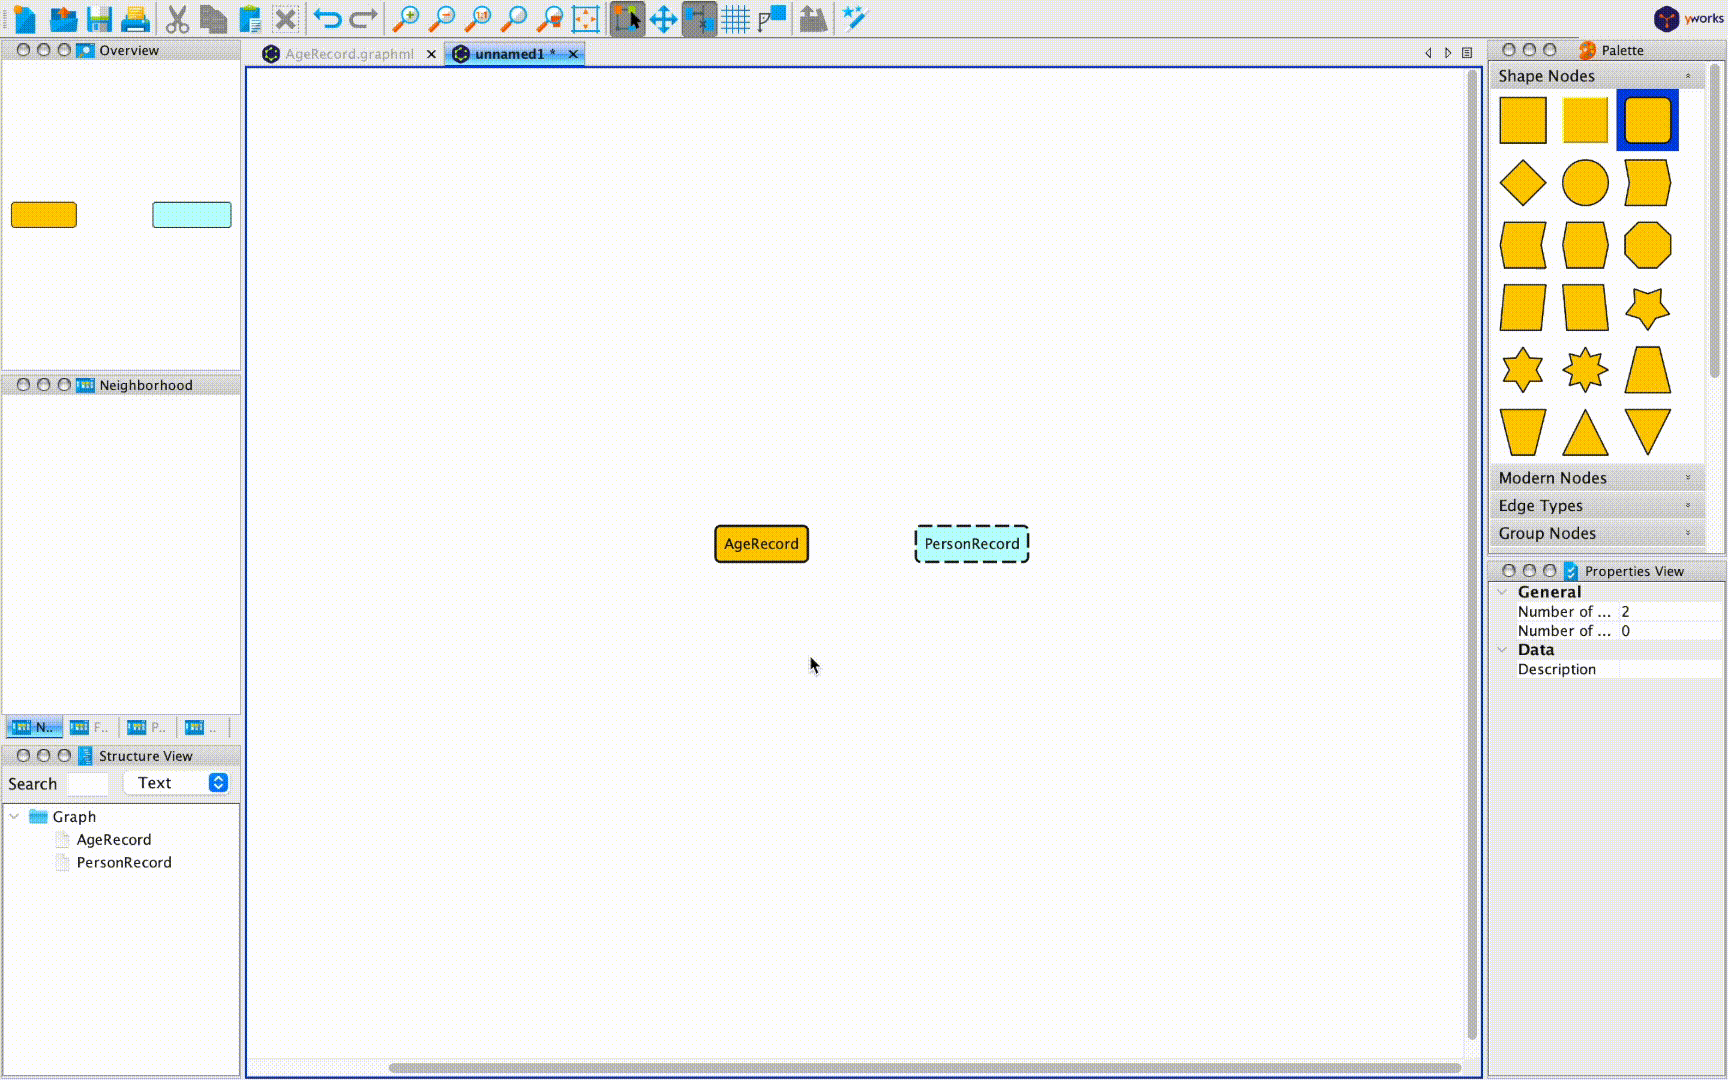 yworks
Overview
AgeRecord.graphml
unnamed1 *
Palette
Shape Nodes
Neighborhood
AgeRecord
PersonRecord
Modern Nodes
Edge Types
Group Nodes
Properties View
General
Number of ... 2
Number of ... 0
Data
Description
N..
F..
P..
..
Structure View
Search
Text
Graph
AgeRecord
PersonRecord